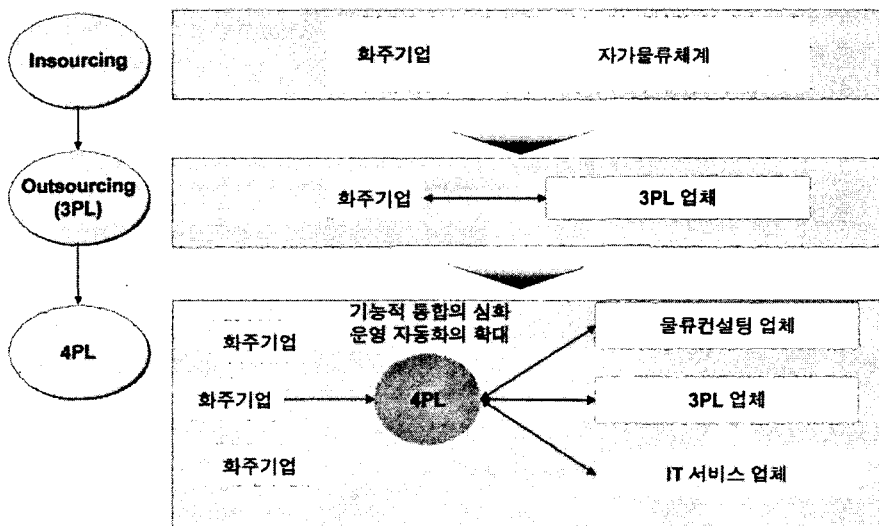 Insourcing
화주기업
자가물류체계
Outsourcing
(3PL)
화주기업
3PL 업체
4PL
기능적 통합의 심화
운영 자동화의 확대
화주기업
화주기업
화주기업
4PL
물류컨설팅 업체
3PL 업체
IT 서비스 업체